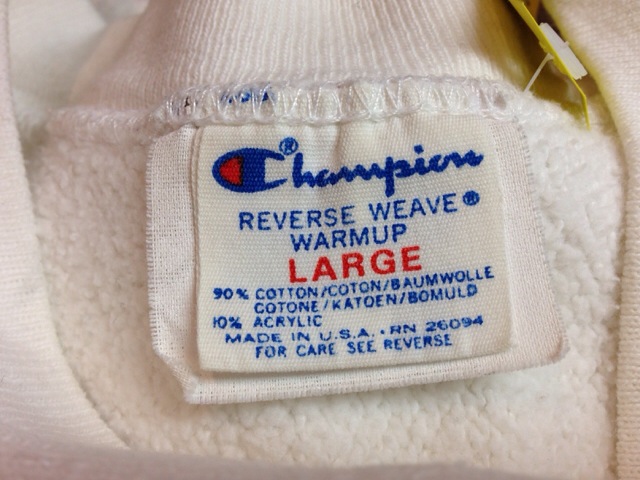 Champion®
REVERSE WEAVE®
WARMUP
LARGE
90% COTTON/COTON/BAUMWOLLE
COTONE/KATOEN/BOMULD
10% ACRYLIC
MADE IN U.S.A. · RN 26094
FOR CARE SEE REVERSE